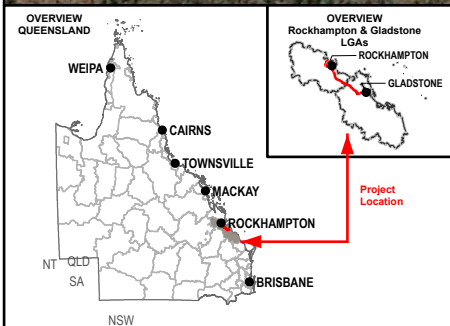 OVERVIEW
QUEENSLAND
WEIPA
CAIRNS
TOWNSVILLE
MACKAY
ROCKHAMPTON
BRISBANE
NT
QLD
SA
NSW
OVERVIEW
Rockhampton & Gladstone
LGAs
ROCKHAMPTON
GLADSTONE
Project
Location